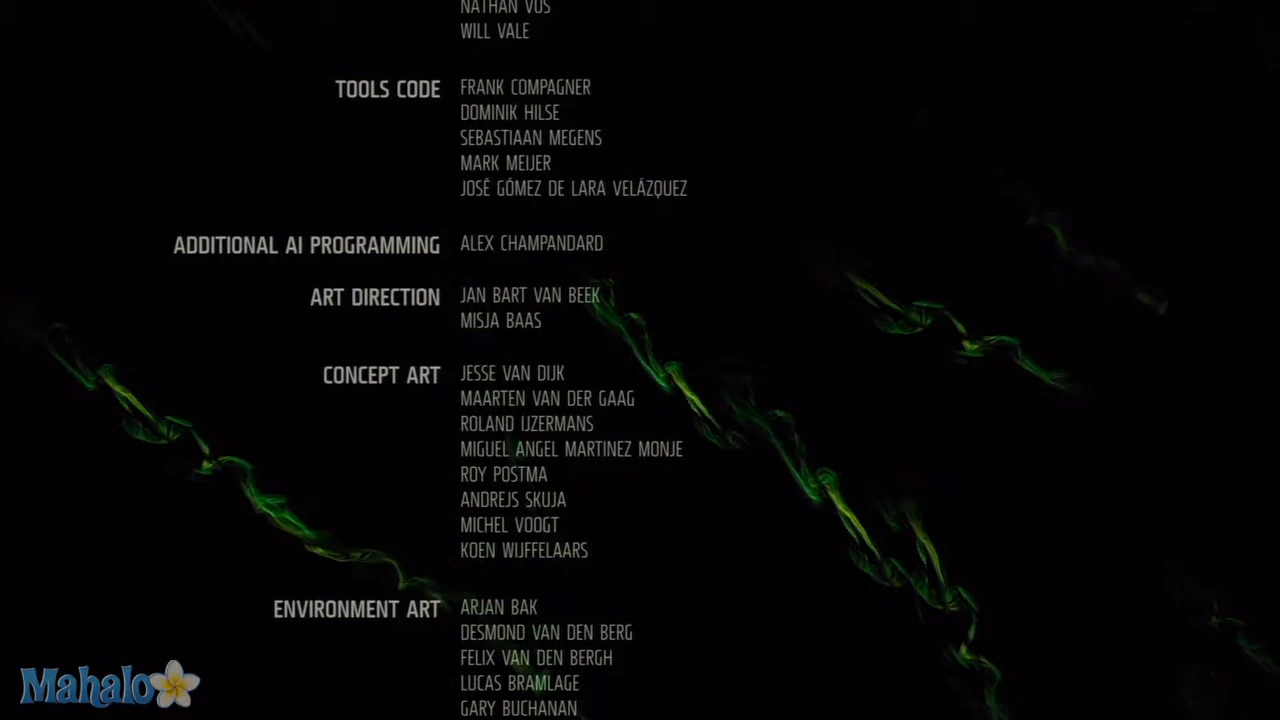 NATHAN VOS
WILL VALE
TOOLS CODE FRANK COMPAGNER
DOMINIK HILSE
SEBASTIAAN MEGENS
MARK MEIJER
JOSÉ GÓMEZ DE LARA VELÁZQUEZ
ADDITIONAL AI PROGRAMMING ALEX CHAMPANDARD
ART DIRECTION JAN BART VAN BEEK
MISJA BAAS
CONCEPT ART JESSE VAN DIJK
MAARTEN VAN DER GAAG
ROLAND IJZERMANS
MIGUEL ANGEL MARTINEZ MONJE
ROY POSTMA
ANDREJS SKUJA
MICHEL VOOGT
KOEN WIJFFELAARS
ENVIRONMENT ART ARJAN BAK
DESMOND VAN DEN BERG
FELIX VAN DEN BERGH
LUCAS BRAMLAGE
GARY BUCHANAN
Mahalo